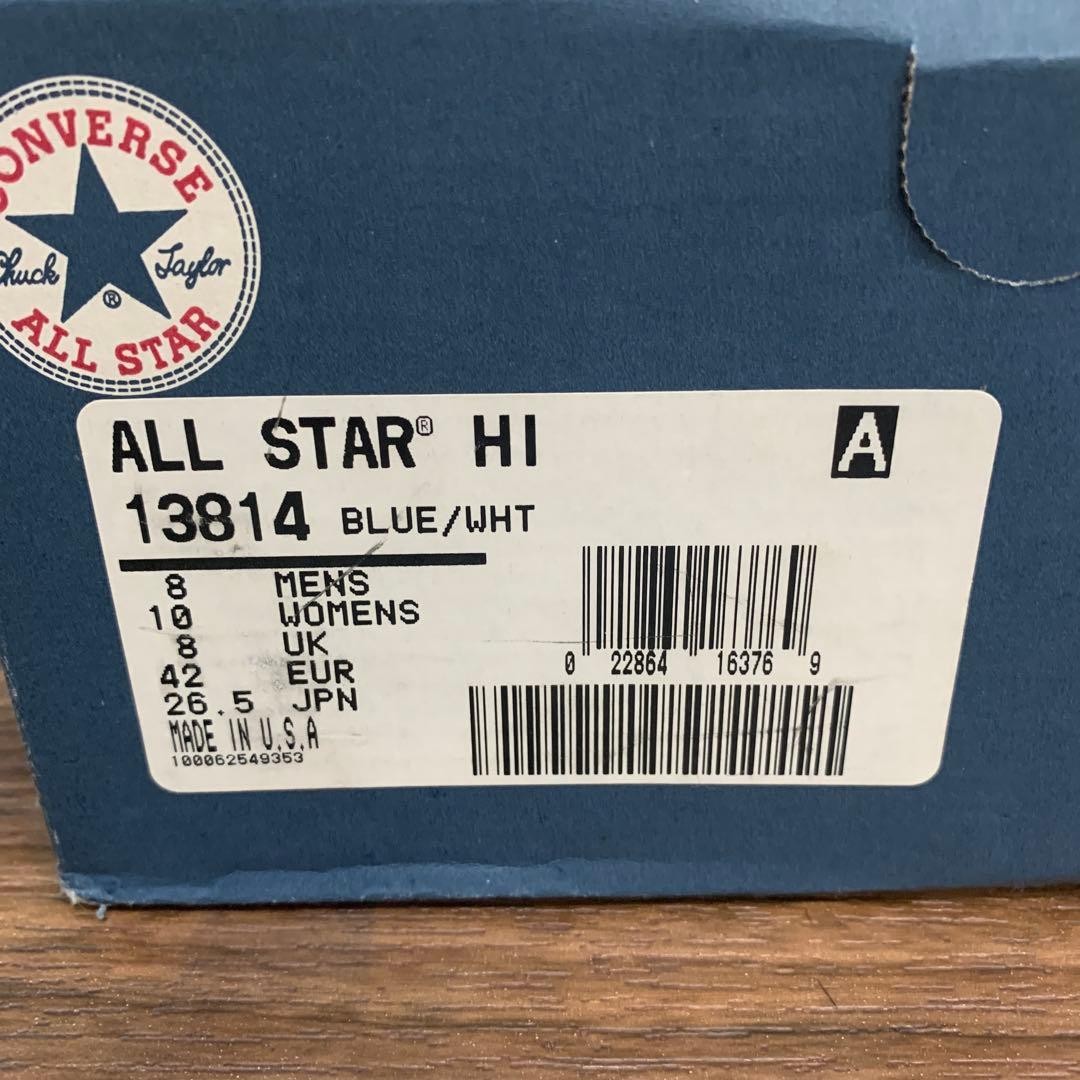 CONVERSE
Chuck Taylor
®
ALL STAR
ALL STAR® HI
A
13814 BLUE/WHT
8 MENS
10 WOMENS
8 UK
42 EUR
26.5 JPN
MADE IN U.S.A
100062549353
0 22864 16376 9